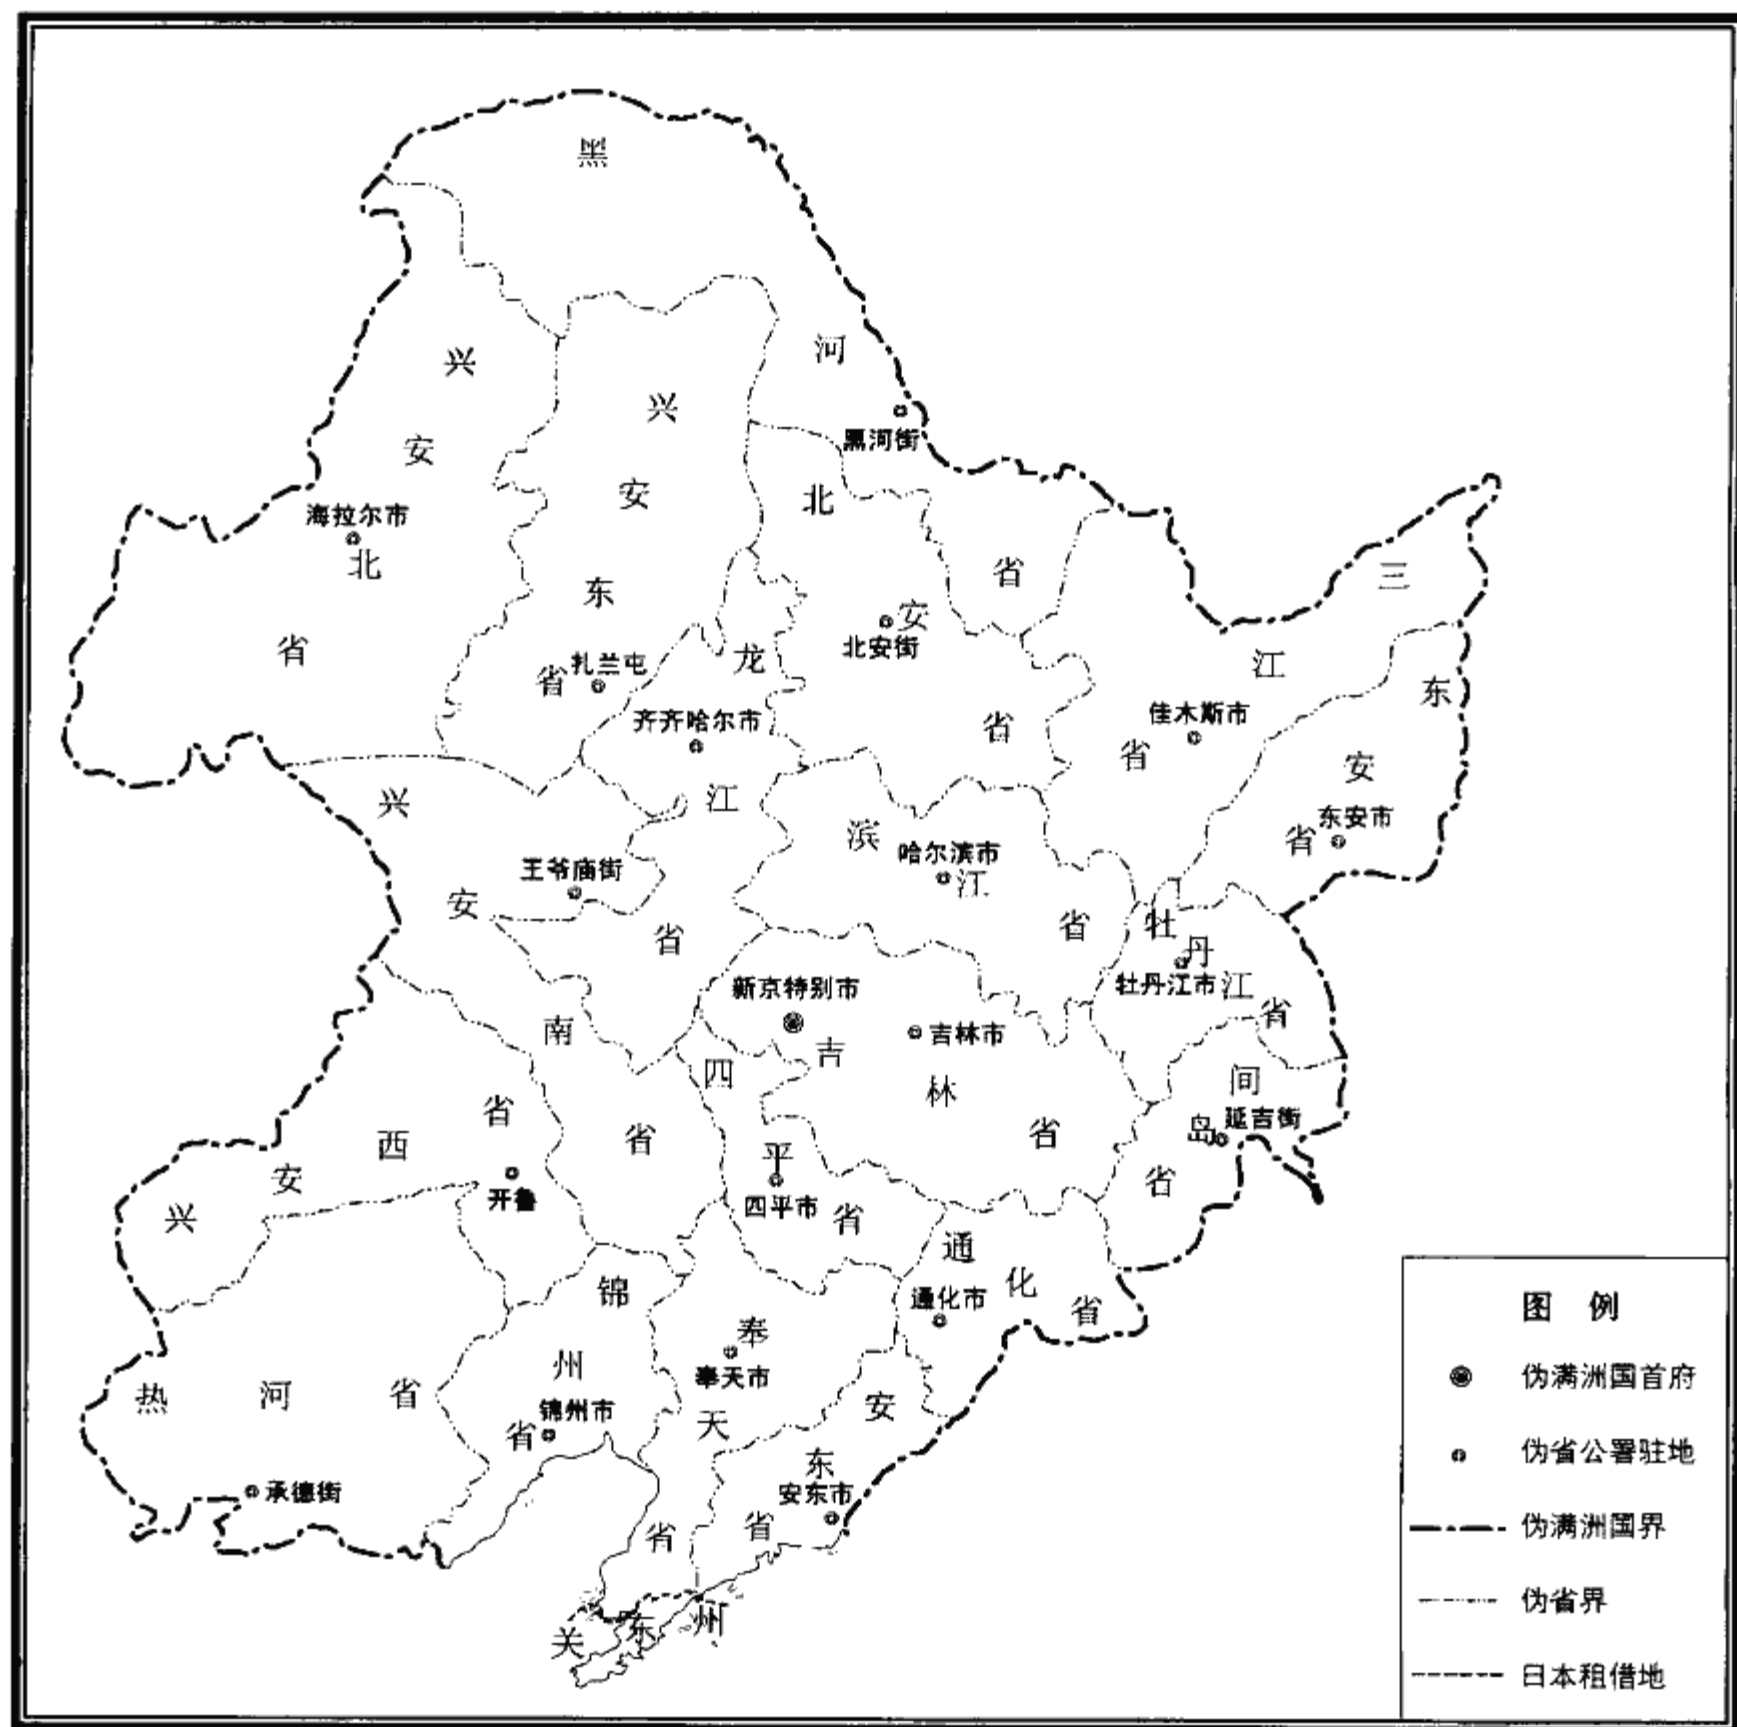 黑河省
黑河街
兴安北省
海拉尔市
兴安东省
扎兰屯
北安省
北安街
龙江省
齐齐哈尔市
三江省
佳木斯市
东安省
东安市
滨江省
哈尔滨市
牡丹江省
牡丹江市
兴安南省
王爷庙街
新京特别市
吉林省
吉林市
四平省
四平市
间岛省
延吉街
兴安西省
开鲁
通化省
通化市
锦州省
锦州市
奉天省
奉天市
热河省
承德街
安东省
安东市
关东州
图 例
伪满洲国首府
伪省公署驻地
伪满洲国界
伪省界
日本租借地